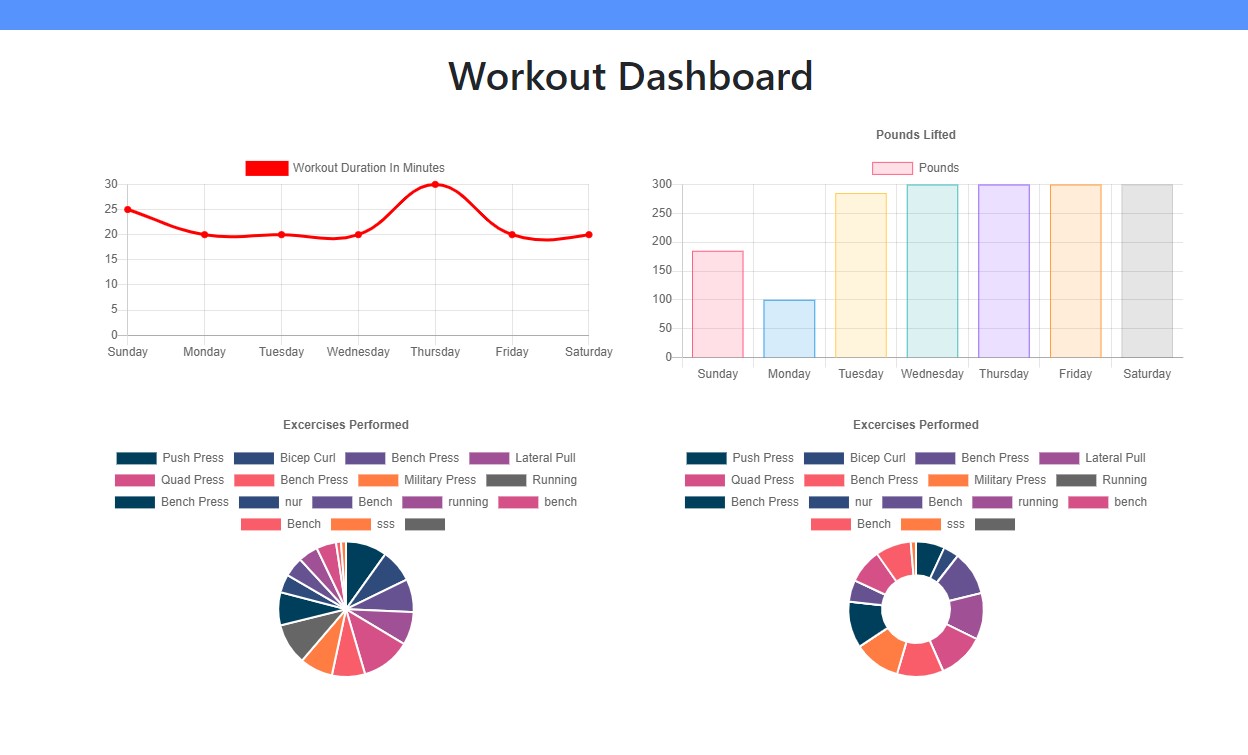 Workout Dashboard
Workout Duration In Minutes
30
25
20
15
10
5
0
Sunday Monday Tuesday Wednesday Thursday Friday Saturday
Pounds Lifted
Pounds
300
250
200
150
100
50
0
Sunday Monday Tuesday Wednesday Thursday Friday Saturday
Excercises Performed
Push Press Bicep Curl Bench Press Lateral Pull
Quad Press Bench Press Military Press Running
Bench Press nur Bench running bench
Bench sss
Excercises Performed
Push Press Bicep Curl Bench Press Lateral Pull
Quad Press Bench Press Military Press Running
Bench Press nur Bench running bench
Bench sss